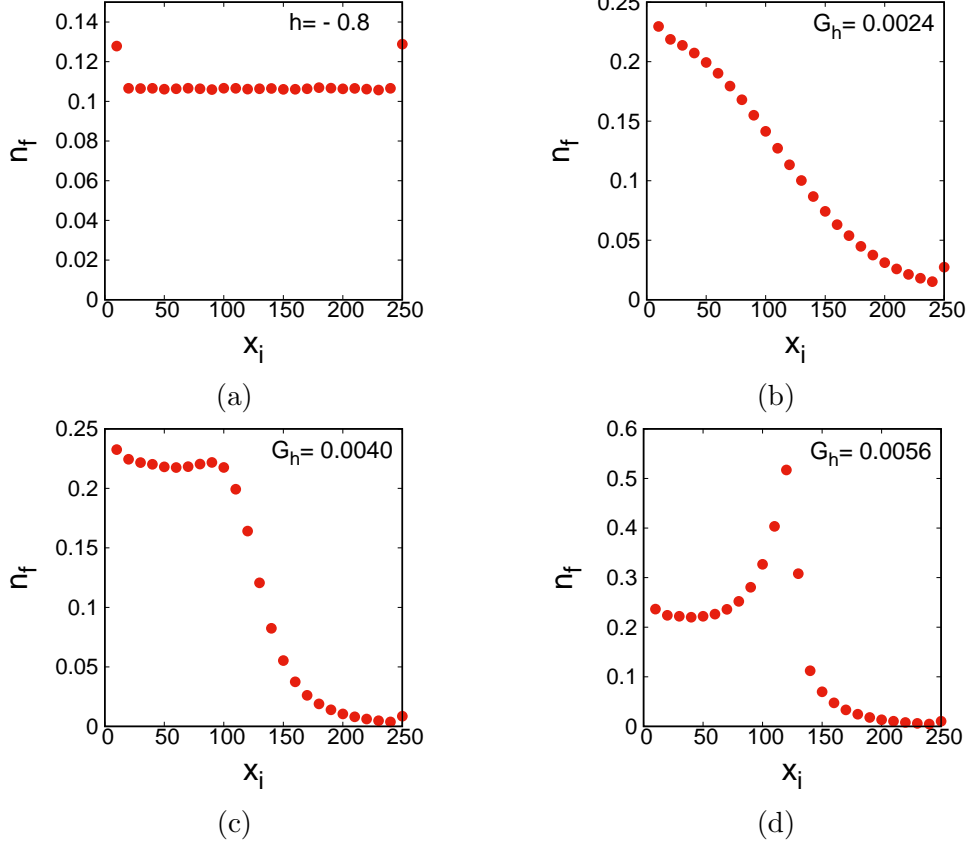 h= - 0.8
n_f
0.14
0.12
0.1
0.08
0.06
0.04
0.02
0
0 50 100 150 200 250
x_i
(a)
G_h= 0.0024
n_f
0.25
0.2
0.15
0.1
0.05
0
0 50 100 150 200 250
x_i
(b)
G_h= 0.0040
n_f
0.25
0.2
0.15
0.1
0.05
0
0 50 100 150 200 250
x_i
(c)
G_h= 0.0056
n_f
0.6
0.5
0.4
0.3
0.2
0.1
0
0 50 100 150 200 250
x_i
(d)